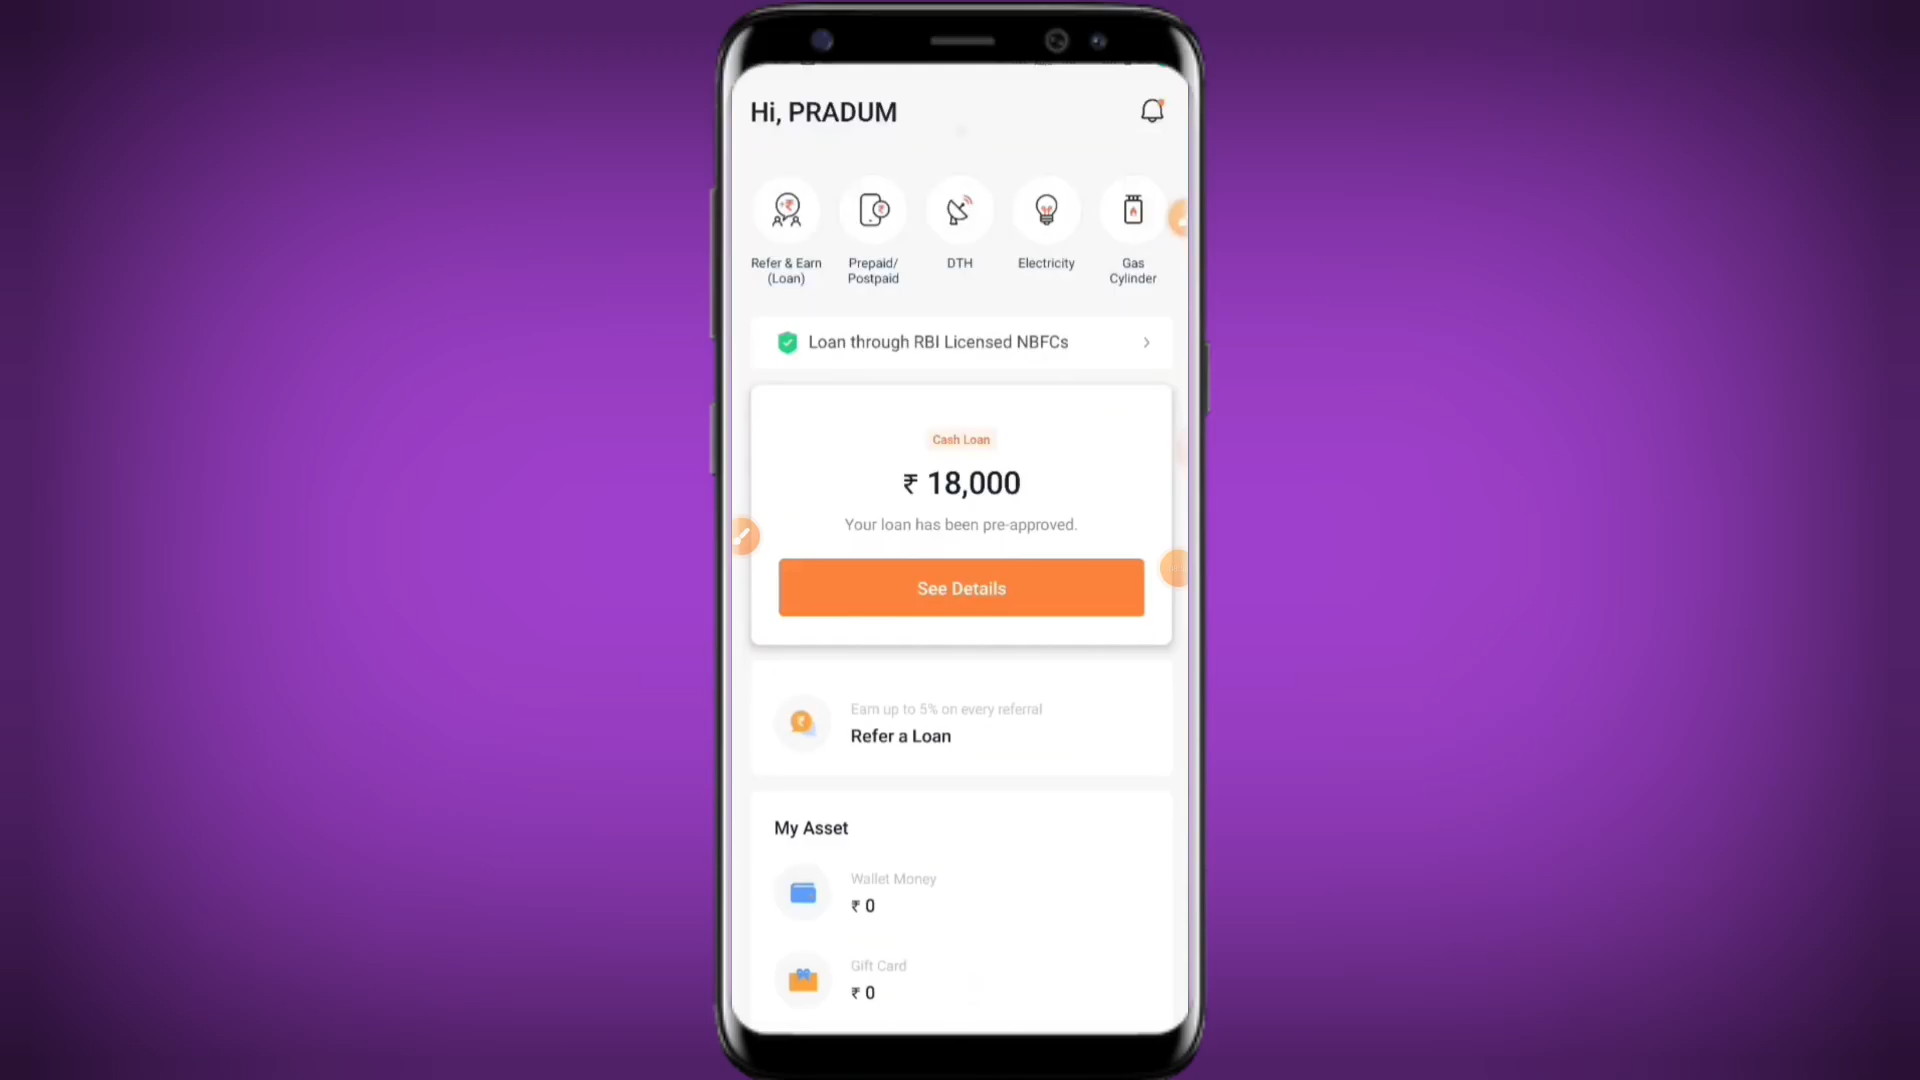 Hi, PRADUM
Refer & Earn
(Loan)
Prepaid/
Postpaid
DTH
Electricity
Gas
Cylinder
Loan through RBI Licensed NBFCs
Cash Loan
₹ 18,000
Your loan has been pre-approved.
See Details
Earn up to 5% on every referral
Refer a Loan
My Asset
Wallet Money
₹ 0
Gift Card
₹ 0